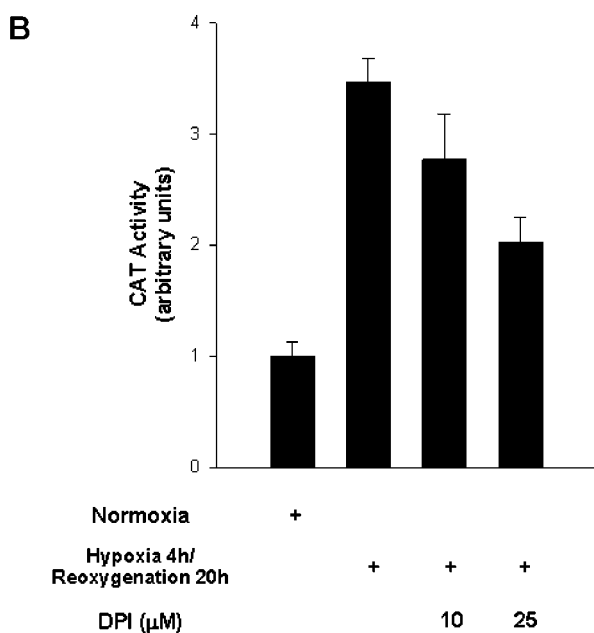 B
4
3
2
1
0
CAT Activity
(arbitrary units)
Normoxia +
Hypoxia 4h/
Reoxygenation 20h + + +
DPI (µM) 10 25